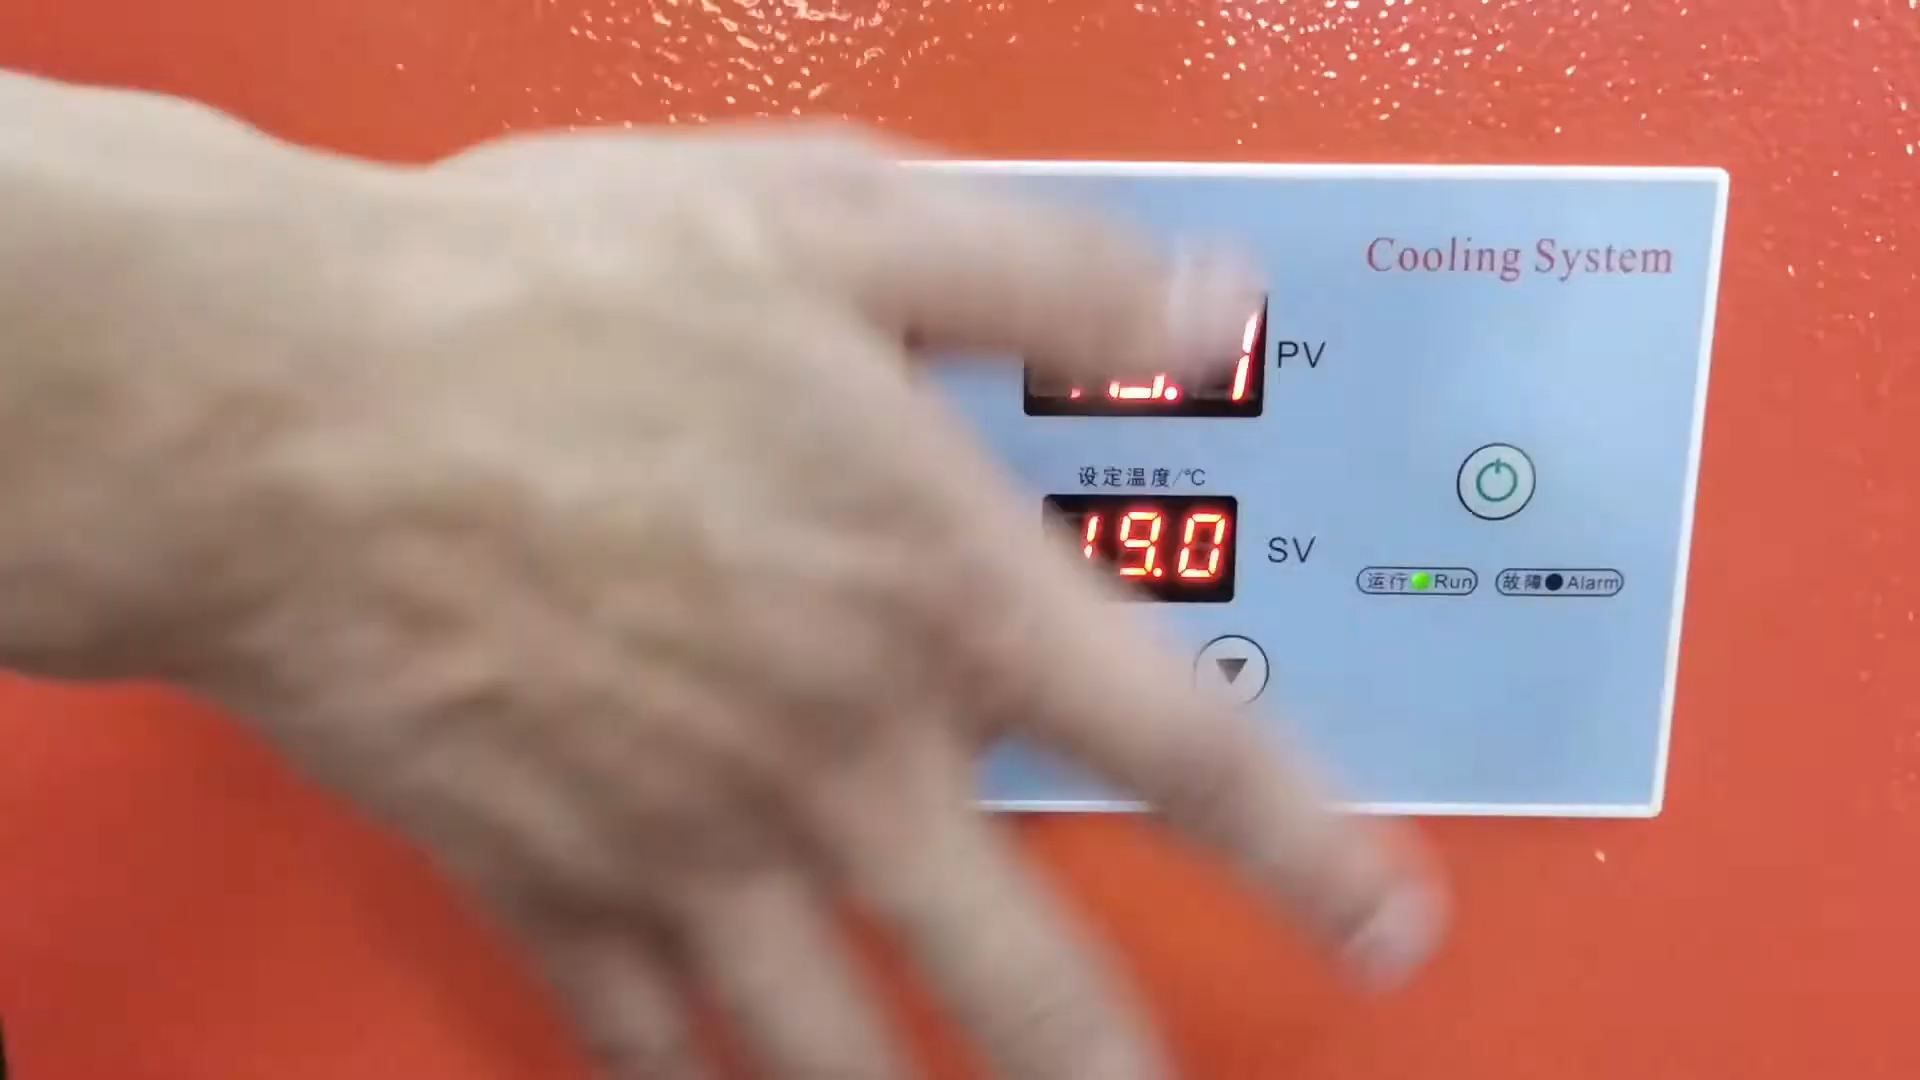 Cooling System
PV
设定温度/℃
19.0
SV
运行 Run
故障 Alarm